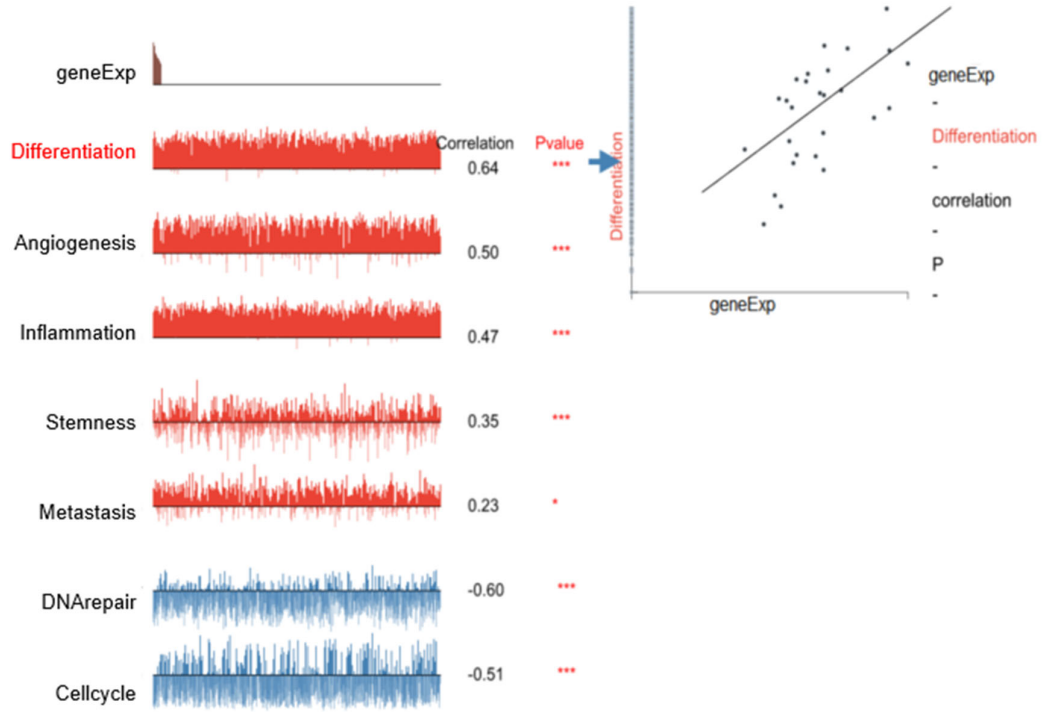 geneExp
Correlation
Pvalue
Differentiation
0.64
***
Angiogenesis
0.50
***
Inflammation
0.47
***
Stemness
0.35
***
Metastasis
0.23
*
DNArepair
-0.60
***
Cellcycle
-0.51
***
Differentiation
geneExp
geneExp
-
Differentiation
-
correlation
-
P
-